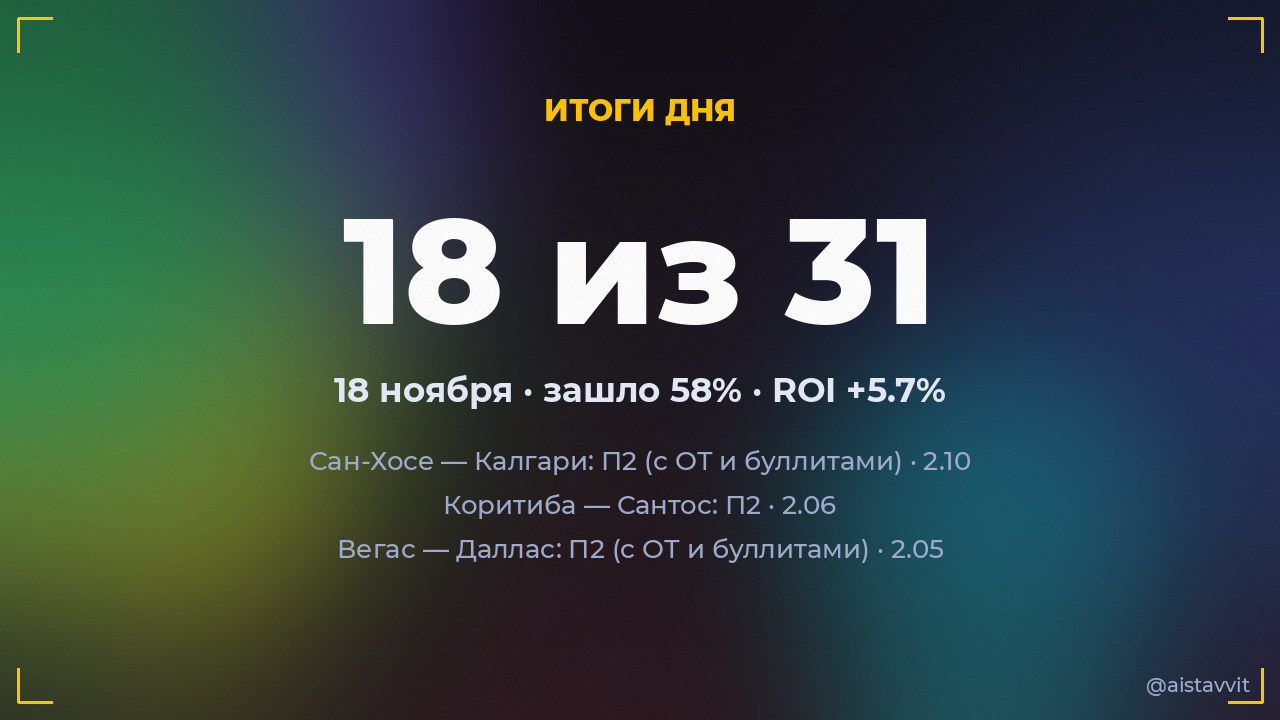 ИТОГИ ДНЯ
18 из 31
18 ноября · зашло 58% · ROI +5.7%
Сан-Хосе — Калгари: П2 (с ОТ и буллитами) · 2.10
Коритиба — Сантос: П2 · 2.06
Вегас — Даллас: П2 (с ОТ и буллитами) · 2.05
@aistavvit